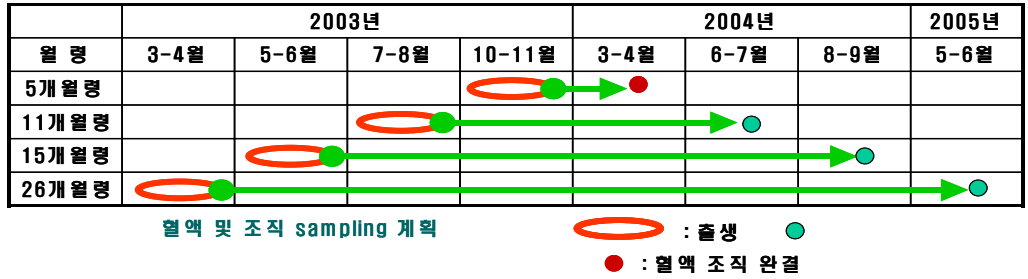 2003년 2004년 2005년
월 령 3-4월 5-6월 7-8월 10-11월 3-4월 6-7월 8-9월 5-6월
5개월령
11개월령
15개월령
26개월령
혈액 및 조직 sampling 계획 : 출생
: 혈액 조직 완결